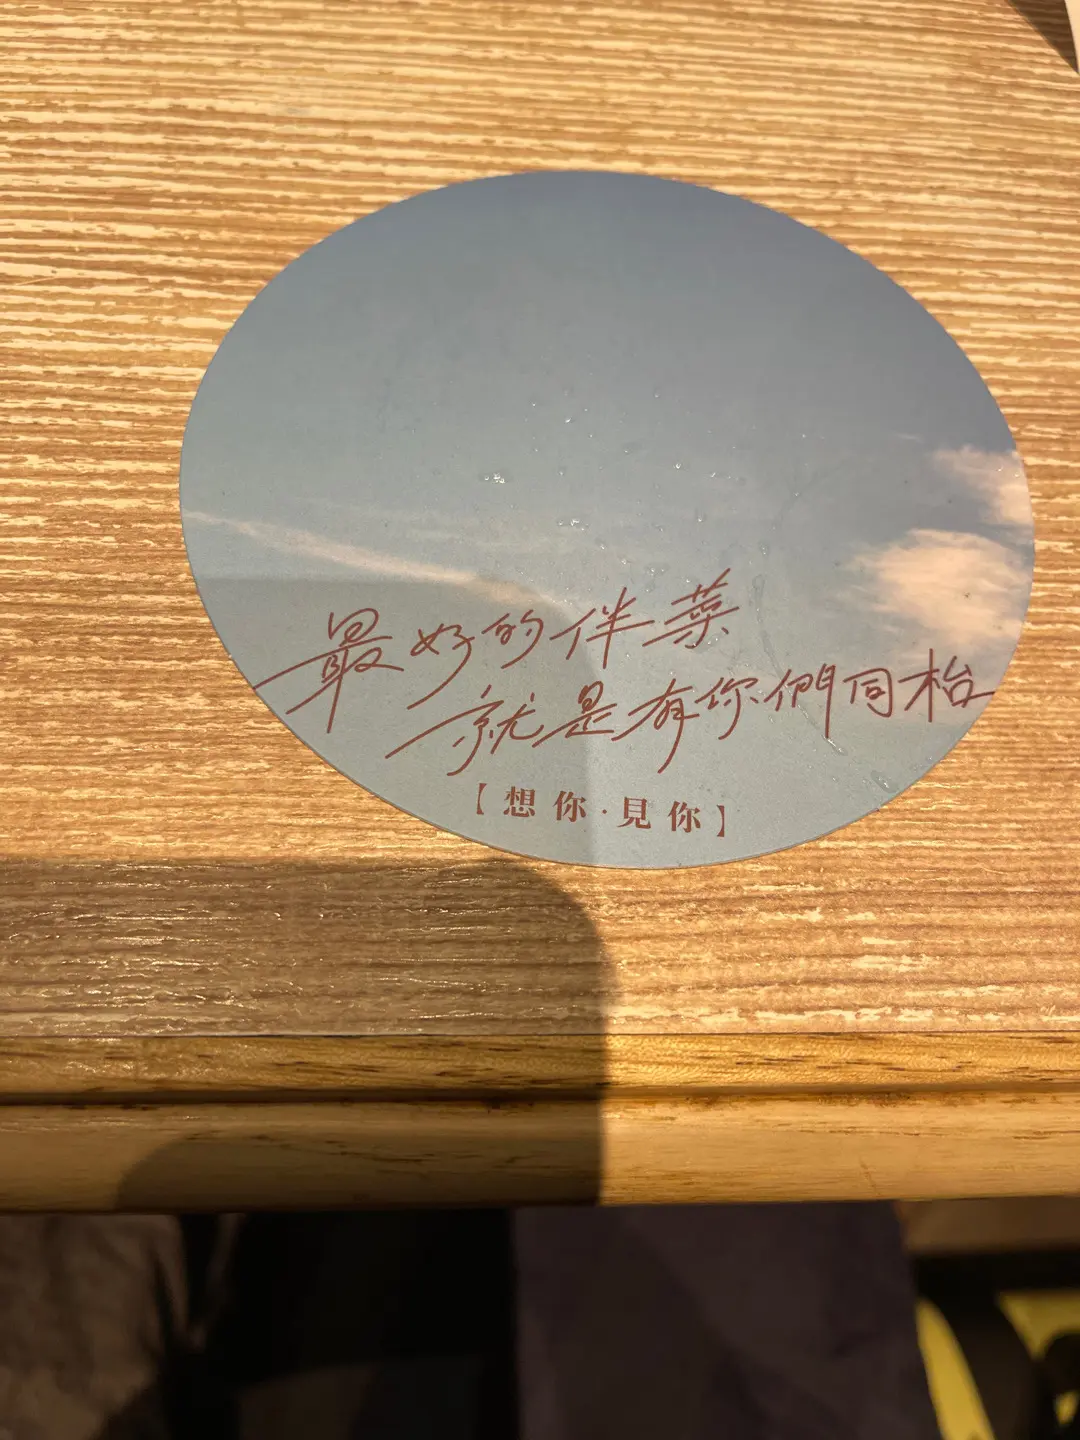 最好的伴菜
就是有你們同枱
【想你·見你】